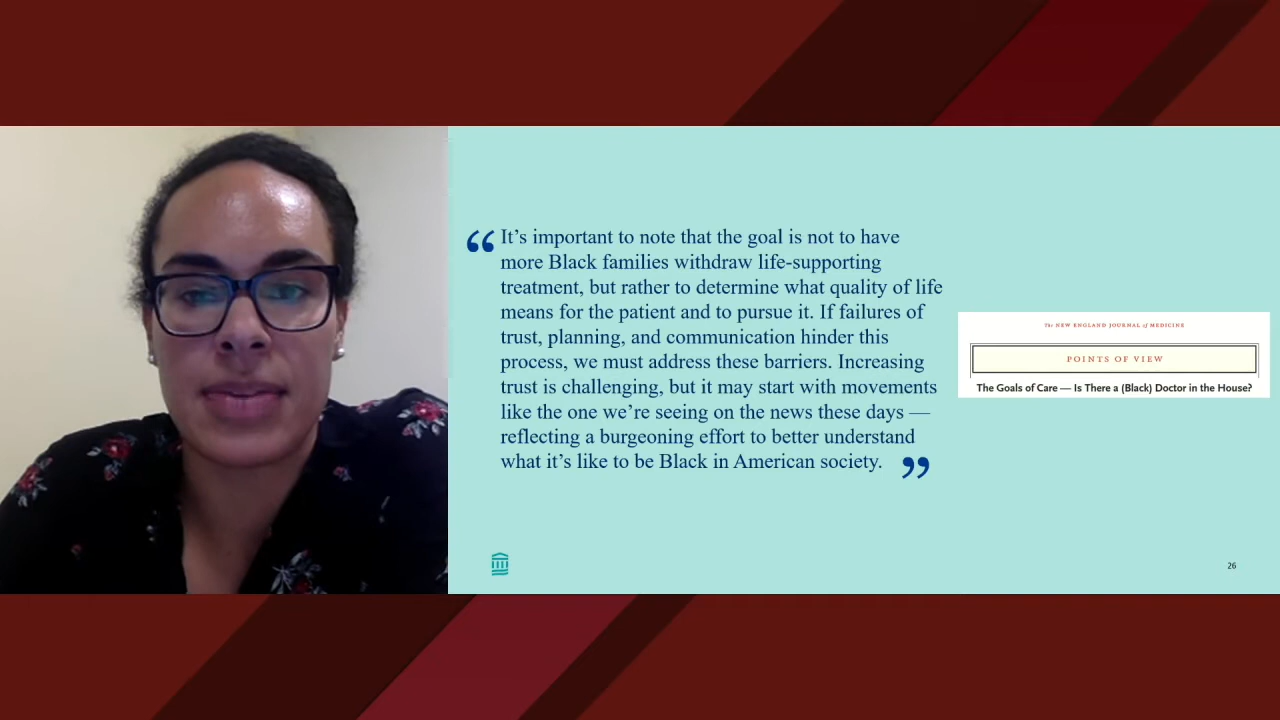 “ It’s important to note that the goal is not to have
more Black families withdraw life-supporting
treatment, but rather to determine what quality of life
means for the patient and to pursue it. If failures of
trust, planning, and communication hinder this
process, we must address these barriers. Increasing
trust is challenging, but it may start with movements
like the one we’re seeing on the news these days —
reflecting a burgeoning effort to better understand
what it’s like to be Black in American society. ”
The NEW ENGLAND JOURNAL of MEDICINE
POINTS OF VIEW
The Goals of Care — Is There a (Black) Doctor in the House?
26